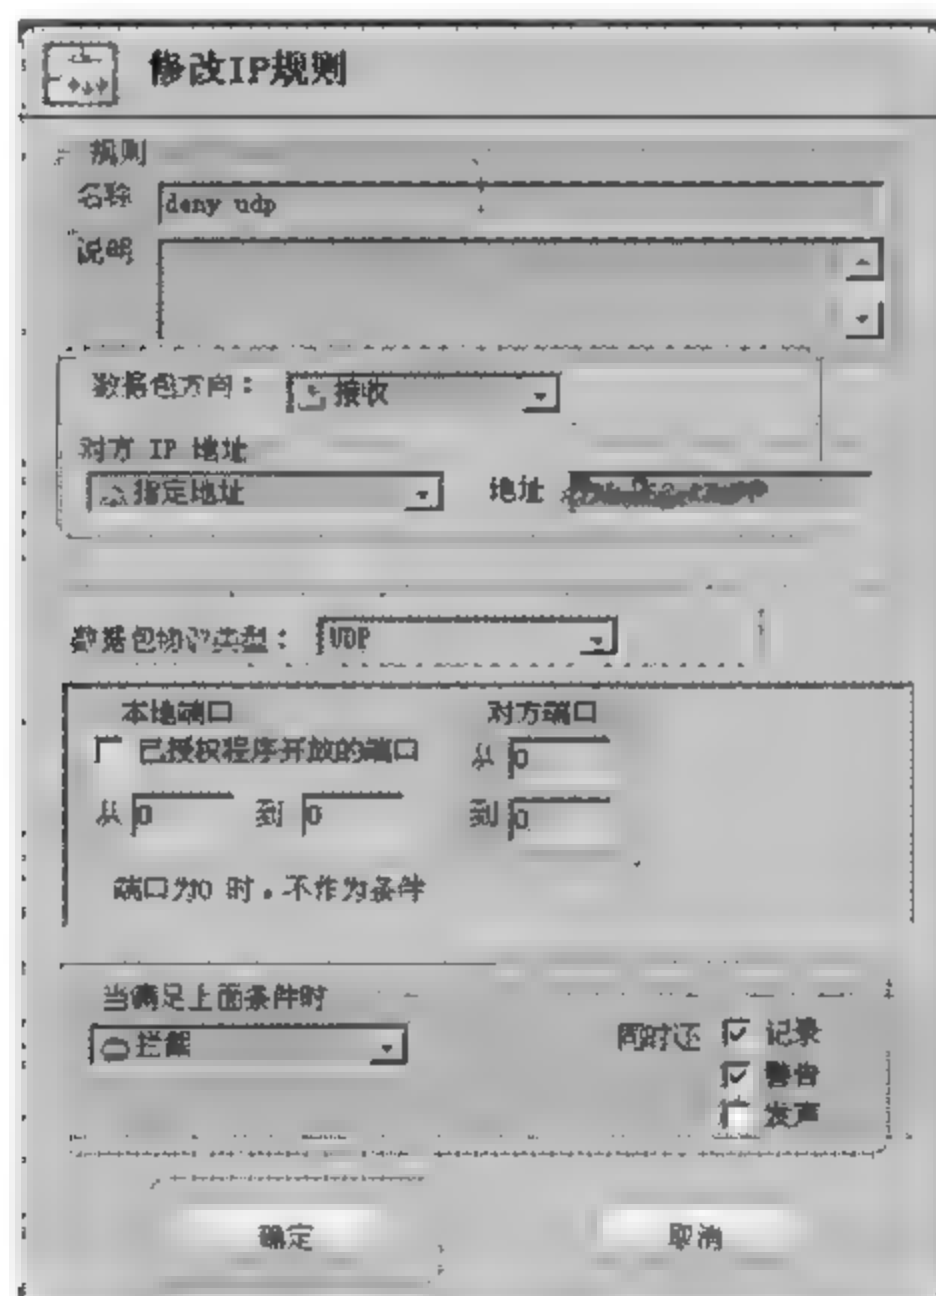 修改IP规则
规则
名称 deny udp
说明
数据包方向： 接收
对方 IP 地址
指定地址 地址
数据包协议类型： UDP
本地端口 对方端口
已授权程序开放的端口 从 0
从 0 到 0 到 0
端口为0 时，不作为条件
当满足上面条件时
拦截 同时还 记录
警告
发声
确定 取消